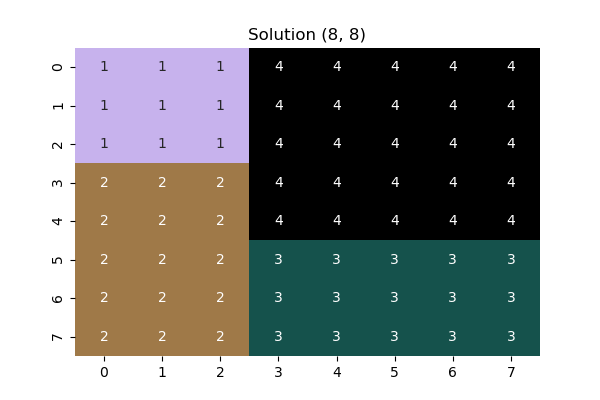 Solution (8, 8)
0 1 1 1 4 4 4 4 4
1 1 1 1 4 4 4 4 4
2 1 1 1 4 4 4 4 4
3 2 2 2 4 4 4 4 4
4 2 2 2 4 4 4 4 4
5 2 2 2 3 3 3 3 3
6 2 2 2 3 3 3 3 3
7 2 2 2 3 3 3 3 3
0 1 2 3 4 5 6 7